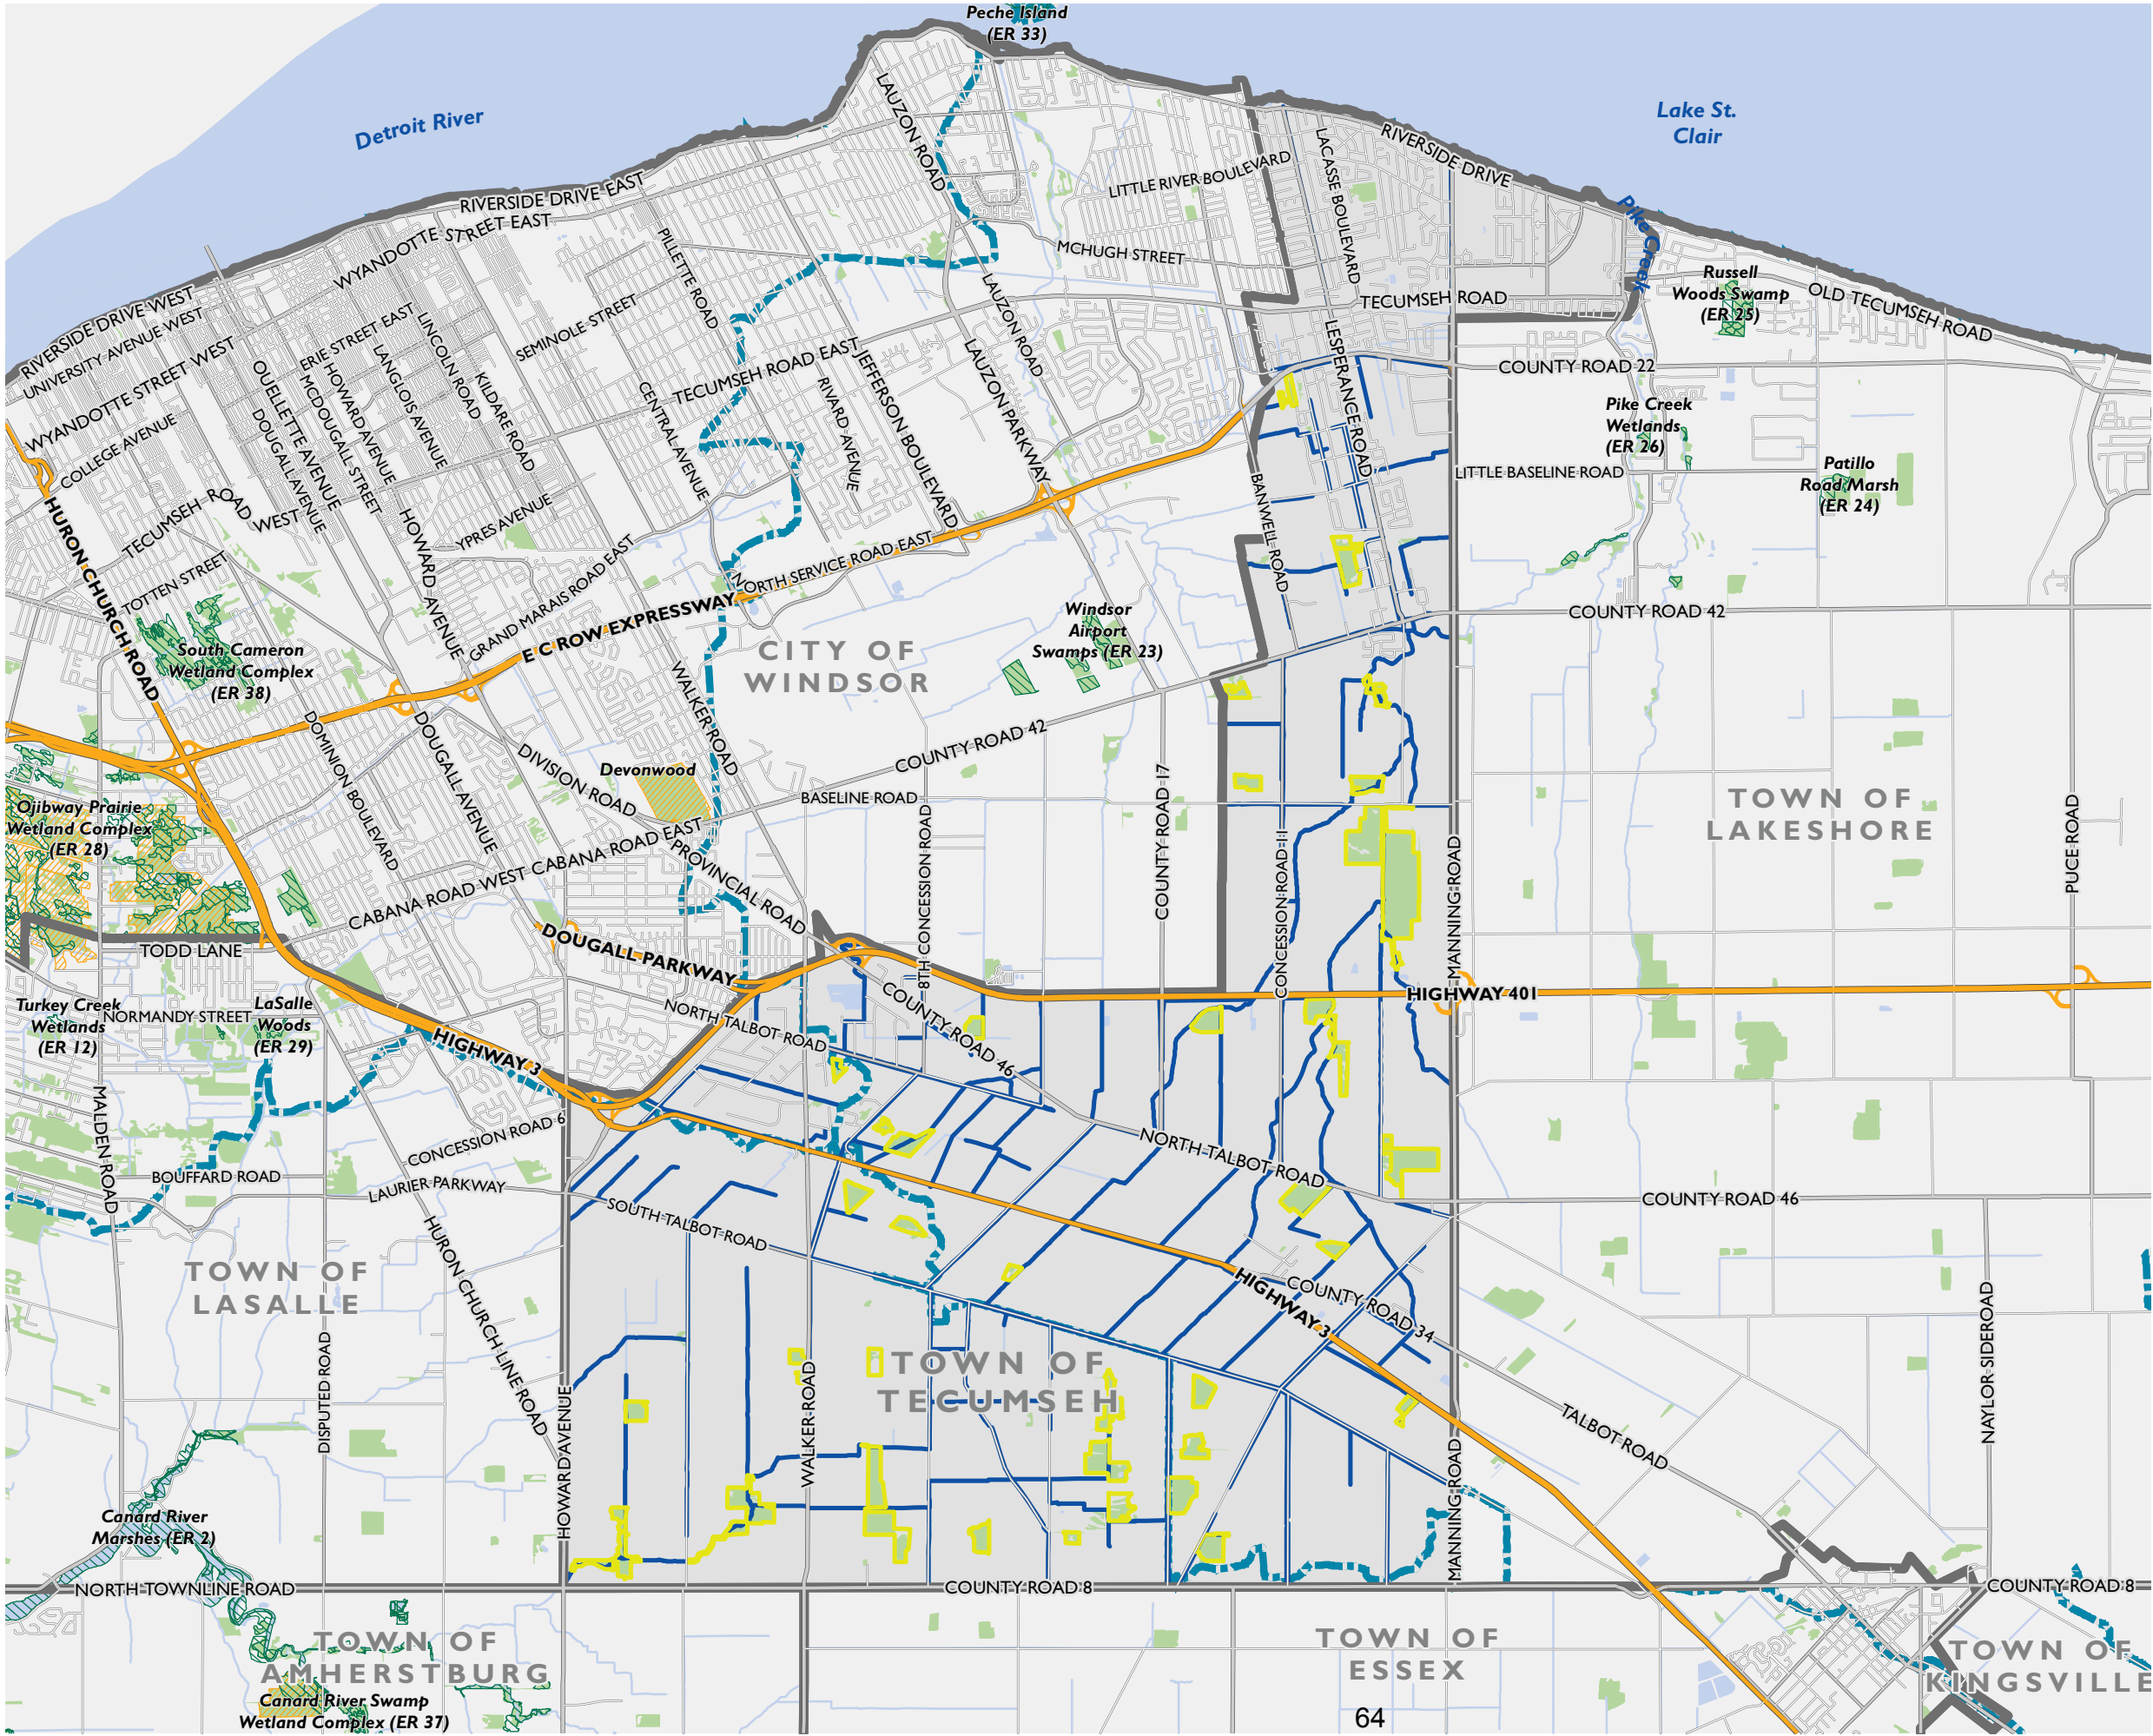 Peche Island
(ER 33)
Detroit River
Lake St.
Clair
LAUZON ROAD
RIVERSIDE DRIVE
LACASSE BOULEVARD
LITTLE RIVER BOULEVARD
RIVERSIDE DRIVE EAST
WYANDOTTE STREET EAST
Pike Creek
PILLETTE ROAD
MCHUGH STREET
Russell
Woods Swamp
(ER 25)
OLD TECUMSEH ROAD
TECUMSEH ROAD
RIVERSIDE DRIVE WEST
UNIVERSITY AVENUE WEST
WYANDOTTE STREET WEST
ERIE STREET EAST
LINCOLN ROAD
SEMINOLE STREET
LAUZON ROAD
LESPERANCE ROAD
COUNTY ROAD 22
OUELLETTE AVENUE
MCDOUGALL STREET
HOWARD AVENUE
LANGLOIS AVENUE
KILDARE ROAD
TECUMSEH ROAD EAST
JEFFERSON BOULEVARD
LAUZON PARKWAY
RIVARD AVENUE
CENTRAL AVENUE
DOUGALL AVENUE
COLLEGE AVENUE
Pike Creek
Wetlands
(ER 26)
LITTLE BASELINE ROAD
Patillo
Road Marsh
(ER 24)
BANWELL ROAD
HURON CHURCH ROAD
TECUMSEH ROAD
WEST
HOWARD AVENUE
YPRES AVENUE
TOTTEN STREET
GRAND MARAIS ROAD EAST
NORTH SERVICE ROAD EAST
E C ROW EXPRESSWAY
COUNTY ROAD 42
Windsor
Airport
Swamps (ER 23)
CITY OF
WINDSOR
South Cameron
Wetland Complex
(ER 38)
WALKER ROAD
DOMINION BOULEVARD
DOUGALL AVENUE
DIVISION ROAD
Devonwood
COUNTY ROAD 42
BASELINE ROAD
COUNTY ROAD 17
8TH CONCESSION ROAD
CONCESSION ROAD 11
MANNING ROAD
TOWN OF
LAKESHORE
PUCE ROAD
Ojibway Prairie
Wetland Complex
(ER 28)
CABANA ROAD WEST
CABANA ROAD EAST
PROVINCIAL ROAD
TODD LANE
DOUGALL PARKWAY
HIGHWAY 401
Turkey Creek
Wetlands
(ER 12)
NORMANDY STREET
LaSalle
Woods
(ER 29)
HIGHWAY 3
NORTH TALBOT ROAD
COUNTY ROAD 46
MALDEN ROAD
CONCESSION ROAD 6
NORTH TALBOT ROAD
BOUFFARD ROAD
LAURIER PARKWAY
COUNTY ROAD 46
SOUTH TALBOT ROAD
HURON CHURCH LINE ROAD
TOWN OF
LASALLE
HIGHWAY 3
COUNTY ROAD 34
DISPUTED ROAD
HOWARD AVENUE
WALKER ROAD
TOWN OF
TECUMSEH
NAYLOR SIDEROAD
TALBOT ROAD
MANNING ROAD
Canard River
Marshes (ER 2)
NORTH TOWNLINE ROAD
COUNTY ROAD 8
COUNTY ROAD 8
TOWN OF
AMHERSTBURG
TOWN OF
ESSEX
TOWN OF
KINGSVILLE
Canard River Swamp
Wetland Complex (ER 37)
64